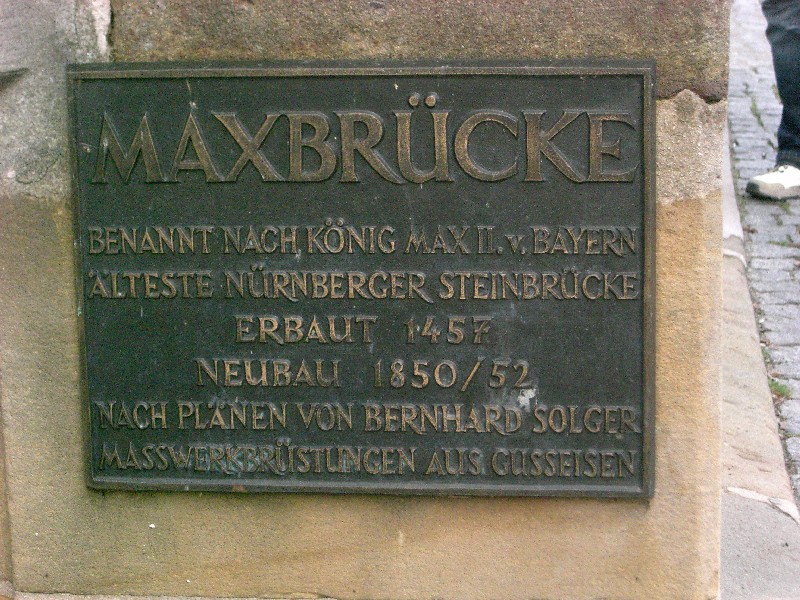 MAXBRÜCKE
BENANNT NACH KÖNIG MAX II. v. BAYERN
ÄLTESTE NÜRNBERGER STEINBRÜCKE
ERBAUT 1457
NEUBAU 1850/52
NACH PLÄNEN VON BERNHARD SOLGER
MASSWERKBRÜSTUNGEN AUS GUSSEISEN